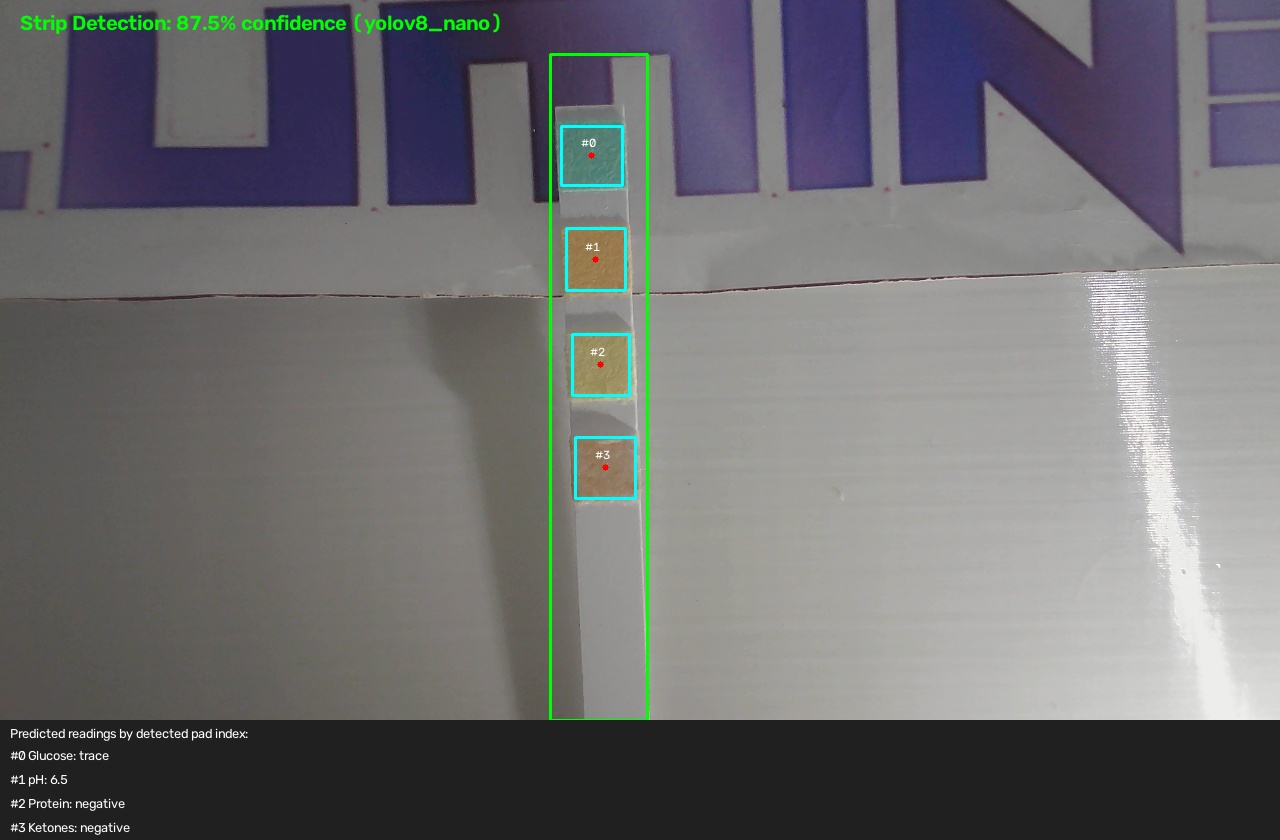 Strip Detection: 87.5% confidence (yolov8_nano)
#0
#1
#2
#3
Predicted readings by detected pad index:
#0 Glucose: trace
#1 pH: 6.5
#2 Protein: negative
#3 Ketones: negative